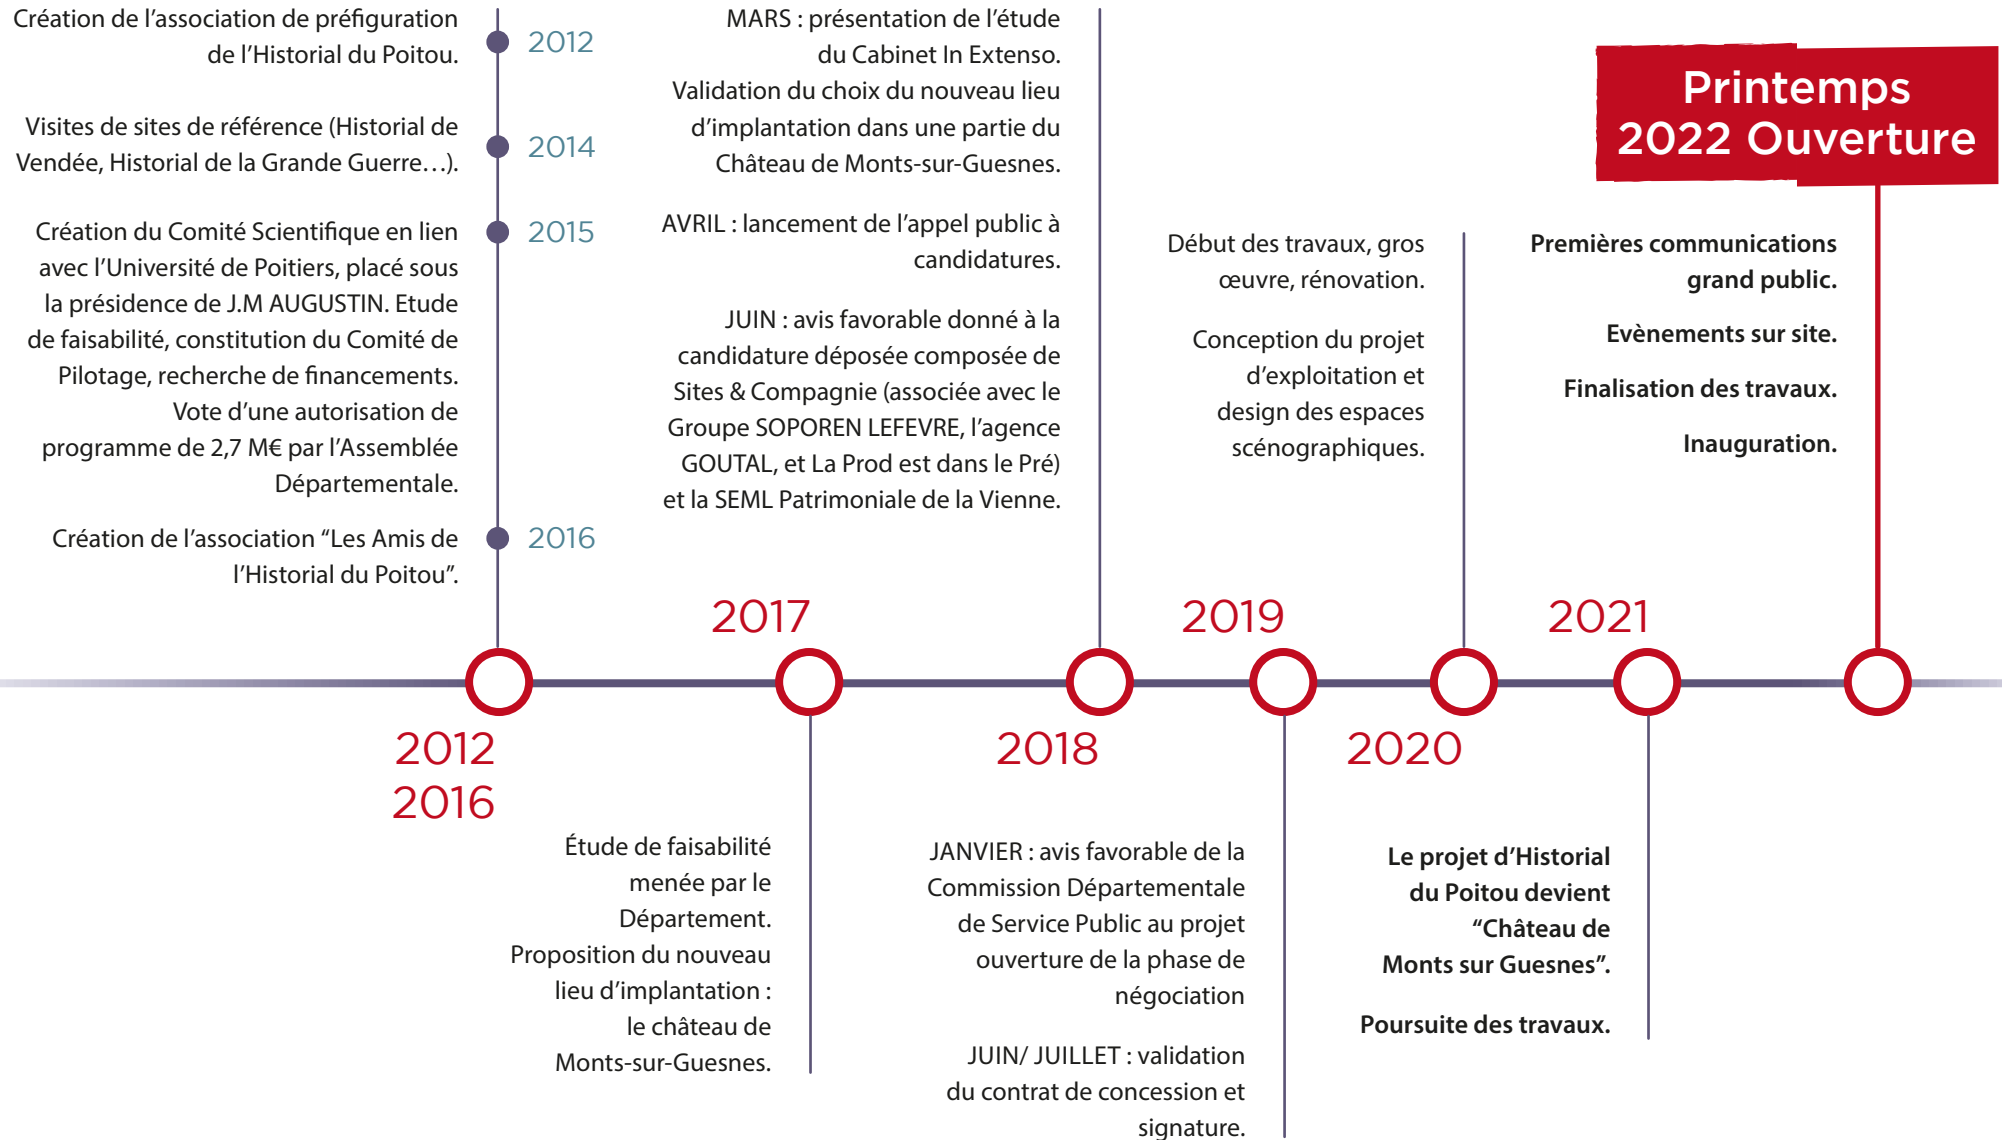 Création de l’association de préfiguration
de l’Historial du Poitou.
2012
Visites de sites de référence (Historial de
Vendée, Historial de la Grande Guerre…).
2014
Création du Comité Scientifique en lien
avec l’Université de Poitiers, placé sous
la présidence de J.M AUGUSTIN. Etude
de faisabilité, constitution du Comité de
Pilotage, recherche de financements.
Vote d’une autorisation de
programme de 2,7 M€ par l’Assemblée
Départementale.
2015
Création de l’association “Les Amis de
l’Historial du Poitou”.
2016
2012
2016
2017
Étude de faisabilité
menée par le
Département.
Proposition du nouveau
lieu d’implantation :
le château de
Monts-sur-Guesnes.
MARS : présentation de l’étude
du Cabinet In Extenso.
Validation du choix du nouveau lieu
d’implantation dans une partie du
Château de Monts-sur-Guesnes.
AVRIL : lancement de l’appel public à
candidatures.
JUIN : avis favorable donné à la
candidature déposée composée de
Sites & Compagnie (associée avec le
Groupe SOPOREN LEFEVRE, l’agence
GOUTAL, et La Prod est dans le Pré)
et la SEML Patrimoniale de la Vienne.
2018
2019
JANVIER : avis favorable de la
Commission Départementale
de Service Public au projet
ouverture de la phase de
négociation
JUIN/ JUILLET : validation
du contrat de concession et
signature.
Début des travaux, gros
œuvre, rénovation.
Conception du projet
d’exploitation et
design des espaces
scénographiques.
2020
2021
Le projet d’Historial
du Poitou devient
“Château de
Monts sur Guesnes”.
Poursuite des travaux.
Printemps
2022 Ouverture
Premières communications
grand public.
Evènements sur site.
Finalisation des travaux.
Inauguration.